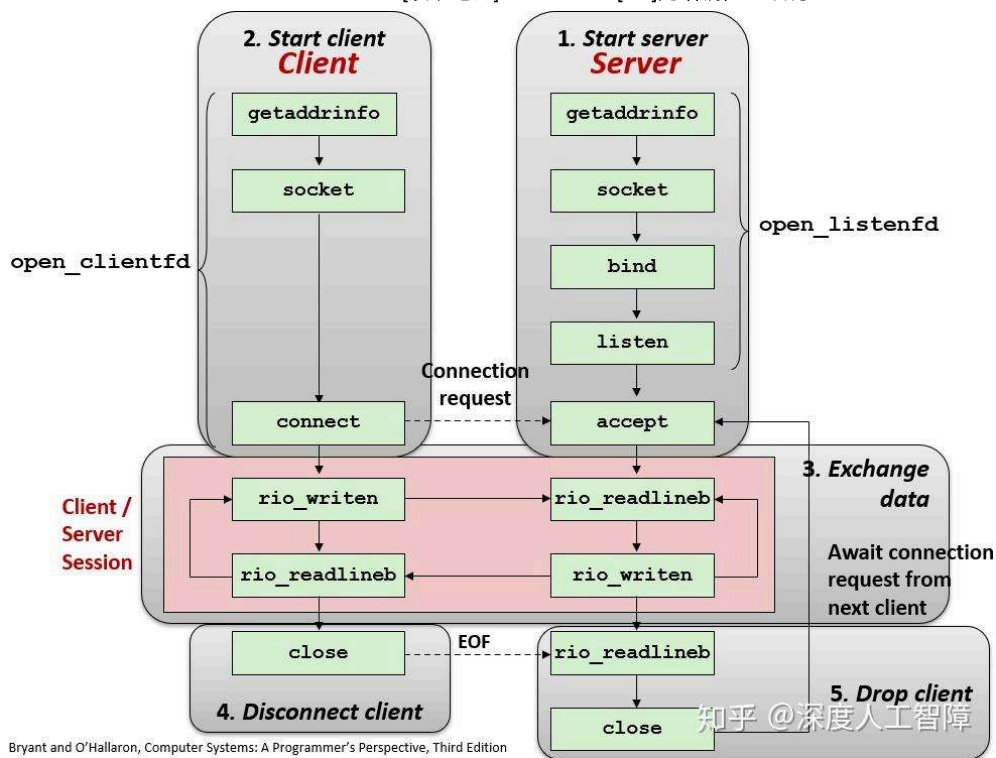 2. Start client
Client
1. Start server
Server
getaddrinfo
socket
open_clientfd
connect
getaddrinfo
socket
bind
listen
open_listenfd
Connection
request
accept
3. Exchange
data
Client /
Server
Session
rio_writen
rio_readlineb
rio_readlineb
rio_writen
Await connection
request from
next client
close
EOF
rio_readlineb
4. Disconnect client
5. Drop client
close
知乎 @深度人工智障
Bryant and O'Hallaron, Computer Systems: A Programmer's Perspective, Third Edition